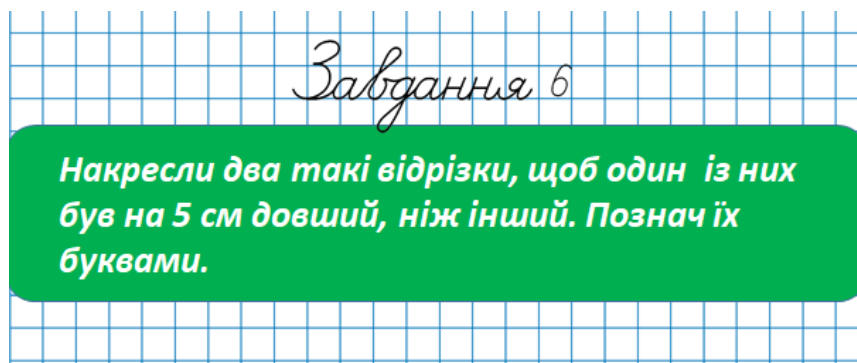 Завдання 6
Накресли два такі відрізки, щоб один із них
був на 5 см довший, ніж інший. Познач їх
буквами.